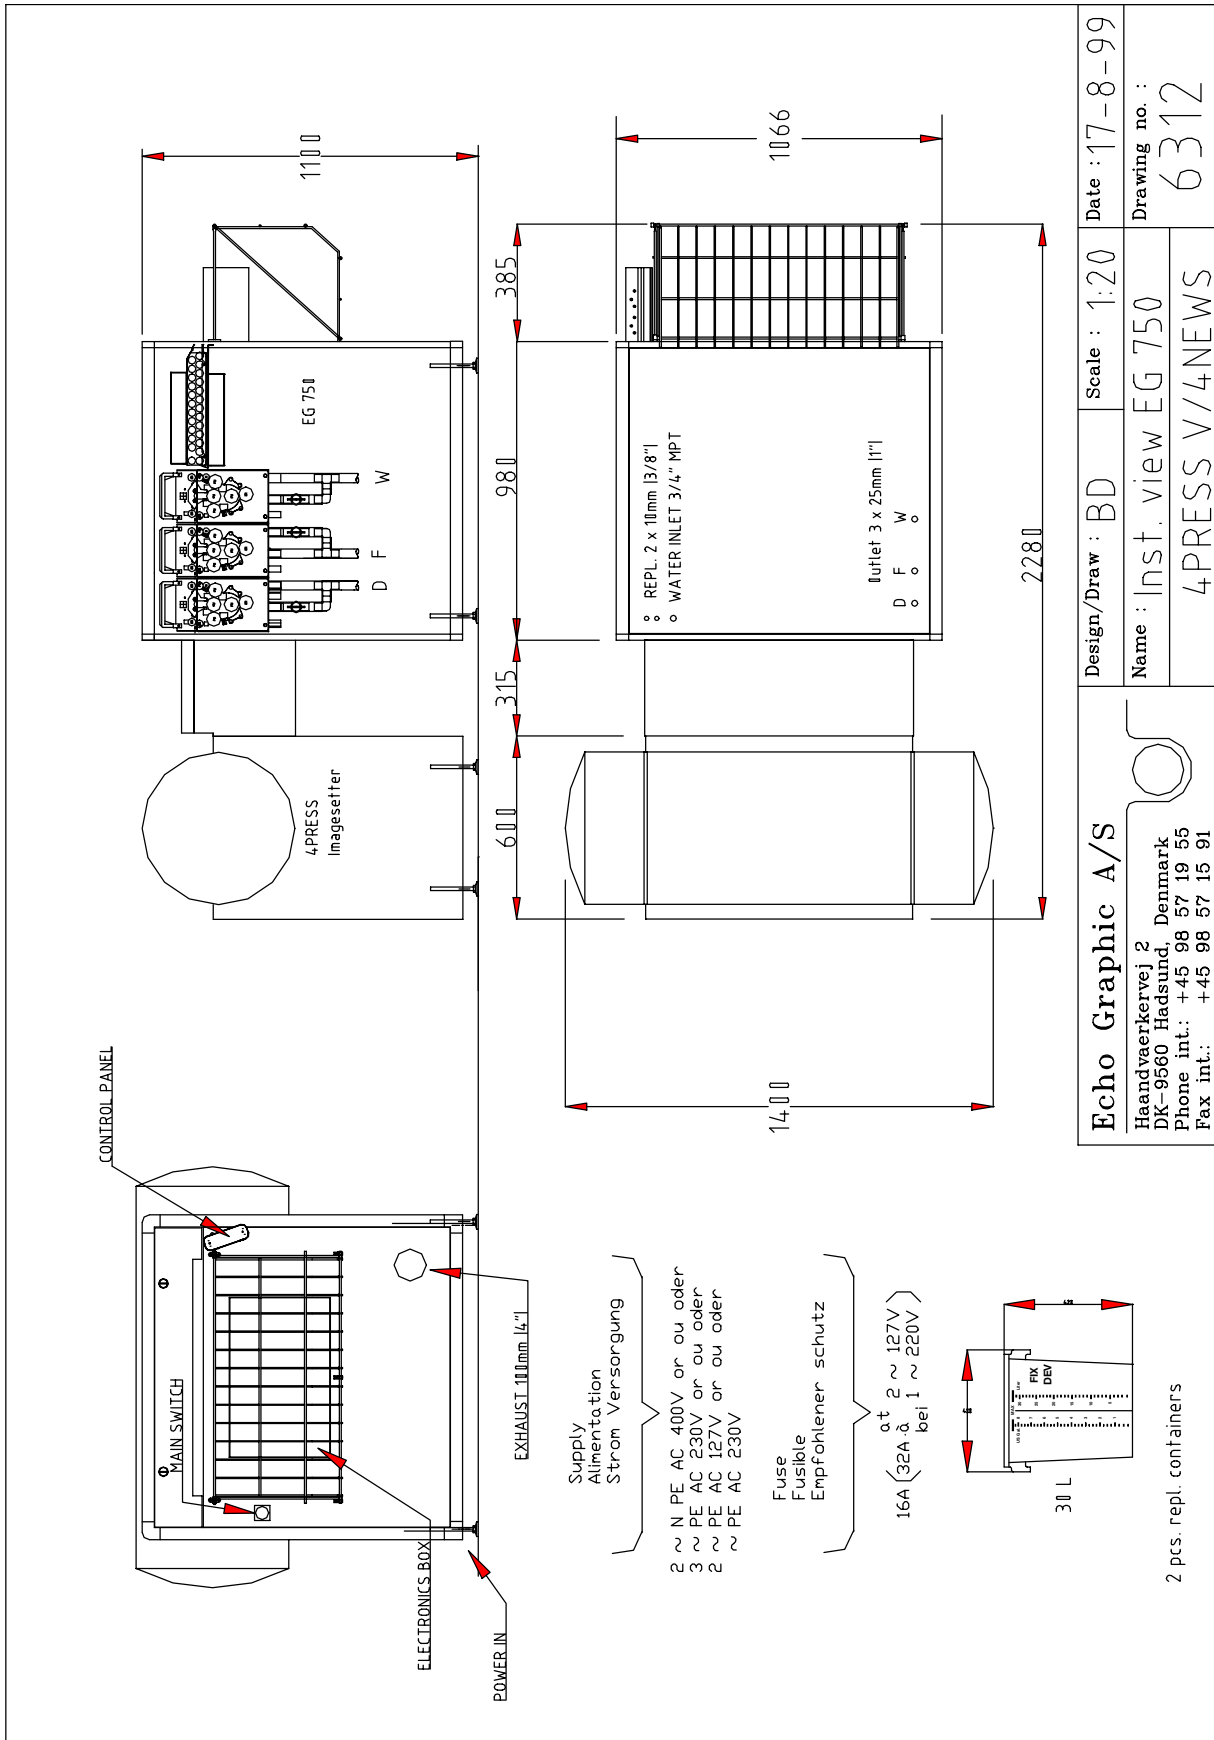 CONTROL PANEL
MAIN SWITCH
ELECTRONICS BOX
POWER IN
EXHAUST 100mm |4"|
4PRESS
Imagesetter
EG 750
D F W
1100
600
315
980
385
Supply
Alimentation
Strom Versorgung
2 ~ N PE AC 400V or ou oder
3 ~ PE AC 230V or ou oder
2 ~ PE AC 127V or ou oder
~ PE AC 230V
Fuse
Fusible
Empfohlener schutz
16A (32A at à bei 2 ~ 127V 1 ~ 220V)
REPL. 2 x 10mm |3/8"|
WATER INLET 3/4" MPT
Outlet 3 x 25mm |1"|
D F W
1066
1400
2280
FIX
DEV
30 L
2 pcs. repl. containers
Echo Graphic A/S
Haandvaerkervej 2
DK-9560 Hadsund, Denmark
Phone int.: +45 98 57 19 55
Fax int.: +45 98 57 15 91
Design/Draw : BD
Scale : 1:20
Date : 17-8-99
Name : Inst. view EG 750
4PRESS V/4NEWS
Drawing no. :
6312